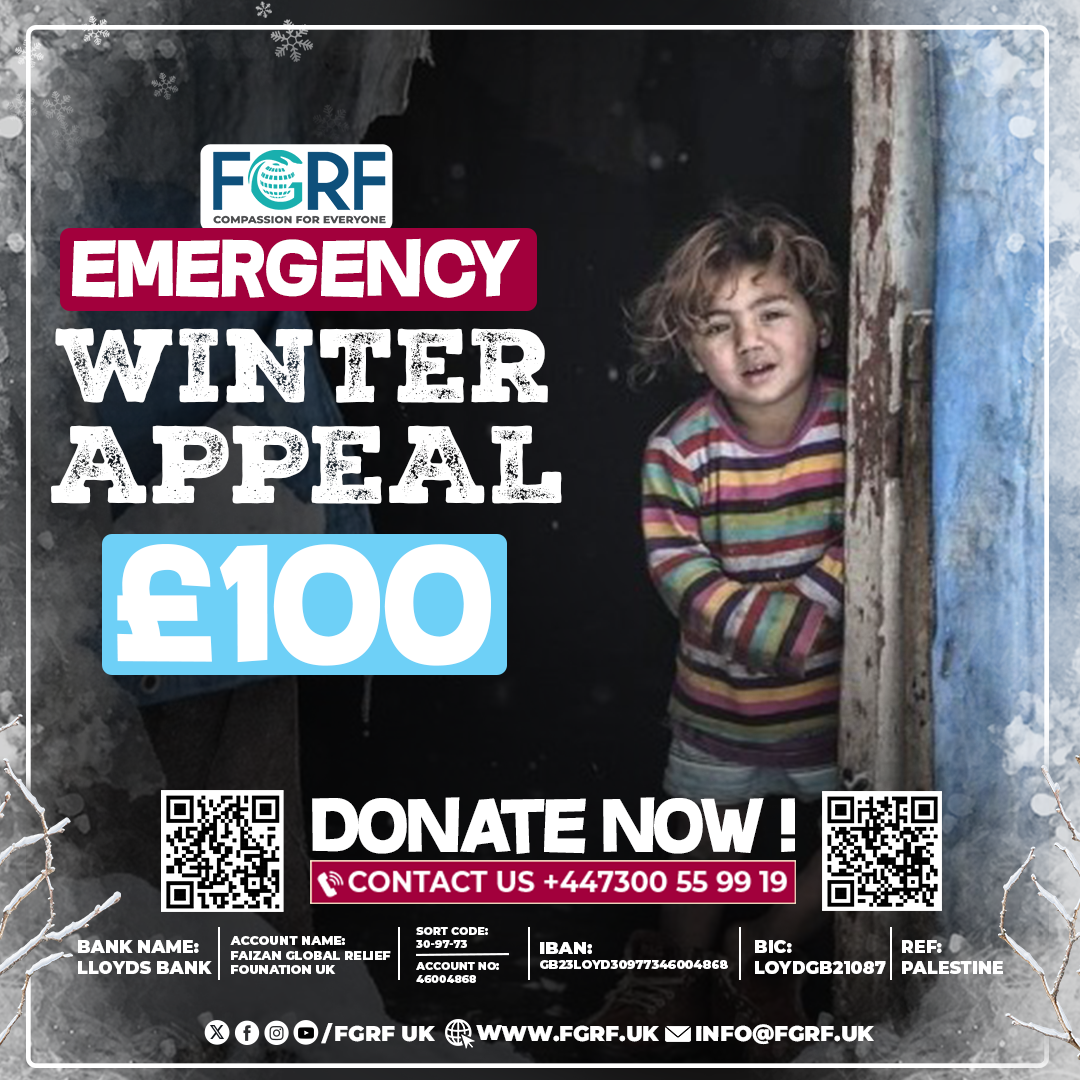 FGRF
COMPASSION FOR EVERYONE
EMERGENCY
WINTER
APPEAL
£100
DONATE NOW !
CONTACT US +447300 55 99 19
BANK NAME:
LLOYDS BANK
ACCOUNT NAME:
FAIZAN GLOBAL RELIEF
FOUNATION UK
SORT CODE:
30-97-73
ACCOUNT NO:
46004868
IBAN:
GB23LOYD30977346004868
BIC:
LOYDGB21087
REF:
PALESTINE
/FGRF UK WWW.FGRF.UK INFO@FGRF.UK